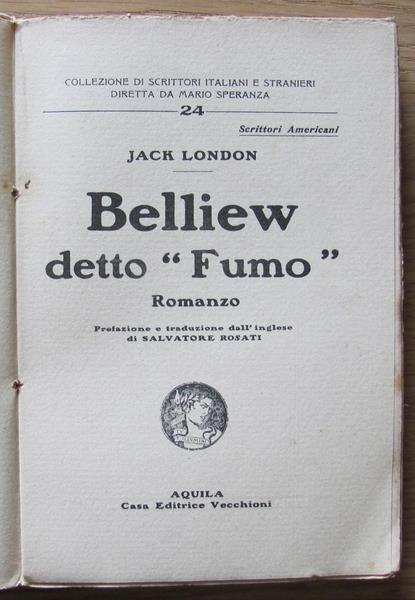 COLLEZIONE DI SCRITTORI ITALIANI E STRANIERI
DIRETTA DA MARIO SPERANZA
24
Scrittori Americani
JACK LONDON
Belliew
detto “Fumo”
Romanzo
Prefazione e traduzione dall'inglese
di SALVATORE ROSATI
AQUILA
Casa Editrice Vecchioni